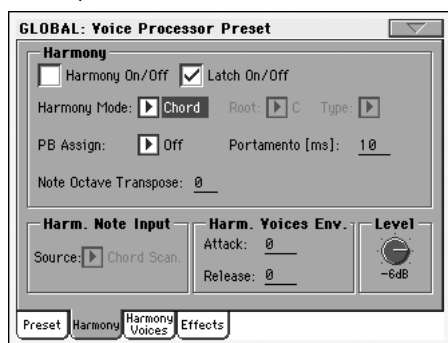 GLOBAL: Voice Processor Preset
Harmony
Harmony On/Off Latch On/Off
Harmony Mode: Chord Root: C Type:
PB Assign: Off Portamento [ms]: 10
Note Octave Transpose: 0
Harm. Note Input Harm. Voices Env. Level
Source: Chord Scan. Attack: 0
Release: 0 -6dB
Preset Harmony Harmony Voices Effects